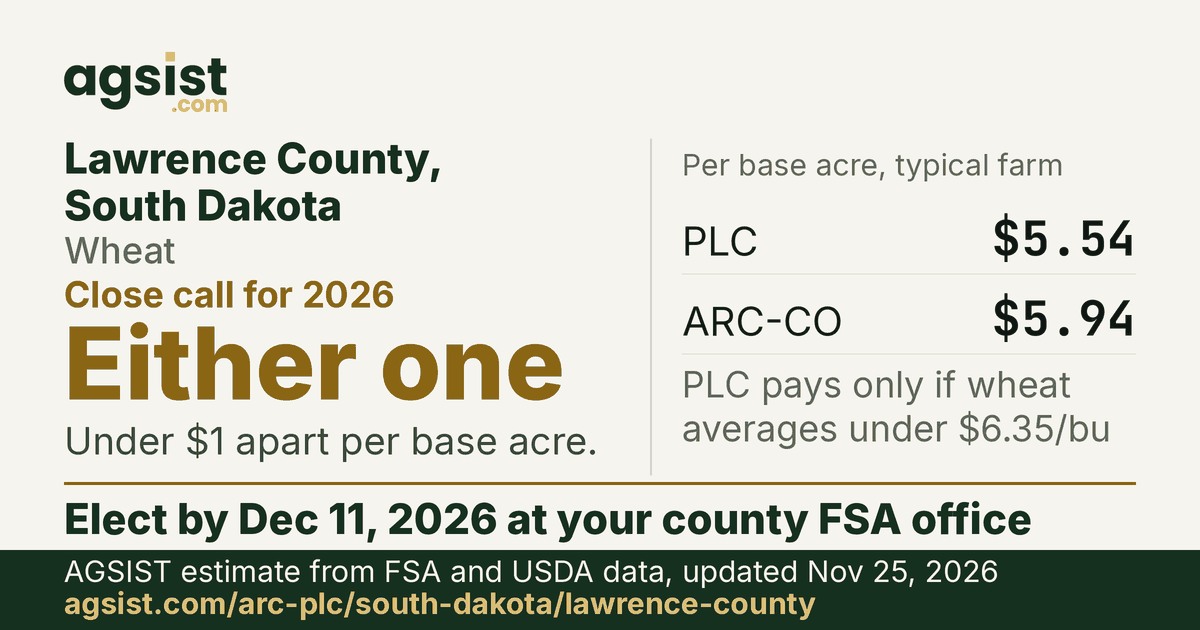 agsist
.com
Lawrence County,
South Dakota
Wheat
Close call for 2026
Either one
Under $1 apart per base acre.
Per base acre, typical farm
PLC $5.54
ARC-CO $5.94
PLC pays only if wheat
averages under $6.35/bu
Elect by Dec 11, 2026 at your county FSA office
AGSIST estimate from FSA and USDA data, updated Nov 25, 2026
agsist.com/arc-plc/south-dakota/lawrence-county